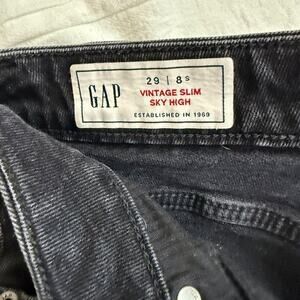 GAP
29 | 8s
VINTAGE SLIM
SKY HIGH
ESTABLISHED IN 1969